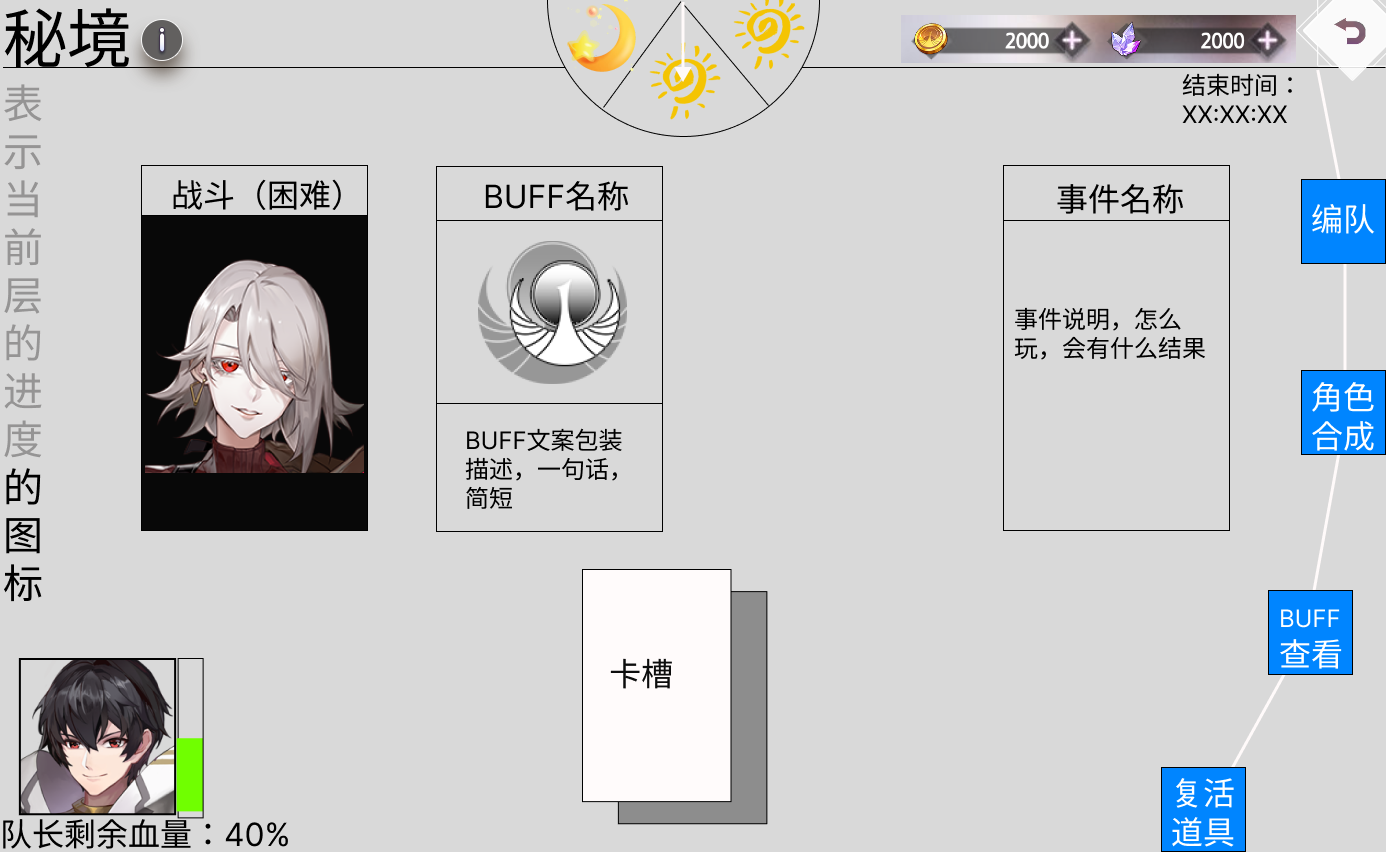 秘境
i
2000
2000
结束时间：
XX:XX:XX
表
示
当
前
层
的
进
度
的
图
标
战斗（困难）
BUFF名称
BUFF文案包装
描述，一句话，
简短
事件名称
事件说明，怎么
玩，会有什么结果
编队
角色
合成
BUFF
查看
复活
道具
卡槽
队长剩余血量：40%